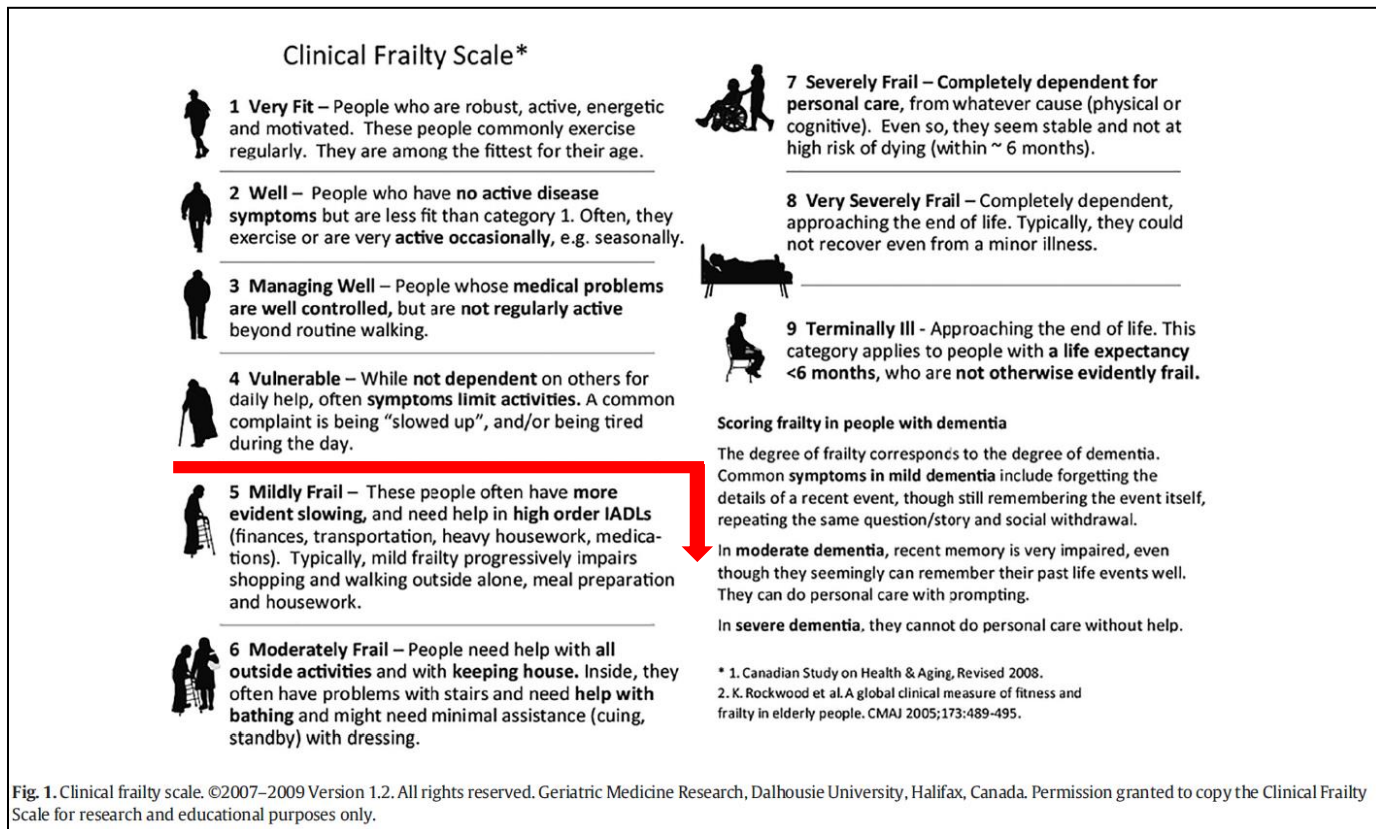 Clinical Frailty Scale*
1 Very Fit – People who are robust, active, energetic
and motivated. These people commonly exercise
regularly. They are among the fittest for their age.
2 Well – People who have no active disease
symptoms but are less fit than category 1. Often, they
exercise or are very active occasionally, e.g. seasonally.
3 Managing Well – People whose medical problems
are well controlled, but are not regularly active
beyond routine walking.
4 Vulnerable – While not dependent on others for
daily help, often symptoms limit activities. A common
complaint is being “slowed up”, and/or being tired
during the day.
5 Mildly Frail – These people often have more
evident slowing, and need help in high order IADLs
(finances, transportation, heavy housework, medica-
tions). Typically, mild frailty progressively impairs
shopping and walking outside alone, meal preparation
and housework.
6 Moderately Frail – People need help with all
outside activities and with keeping house. Inside, they
often have problems with stairs and need help with
bathing and might need minimal assistance (cuing,
standby) with dressing.
7 Severely Frail – Completely dependent for
personal care, from whatever cause (physical or
cognitive). Even so, they seem stable and not at
high risk of dying (within ~ 6 months).
8 Very Severely Frail – Completely dependent,
approaching the end of life. Typically, they could
not recover even from a minor illness.
9 Terminally Ill - Approaching the end of life. This
category applies to people with a life expectancy
<6 months, who are not otherwise evidently frail.
Scoring frailty in people with dementia
The degree of frailty corresponds to the degree of dementia.
Common symptoms in mild dementia include forgetting the
details of a recent event, though still remembering the event itself,
repeating the same question/story and social withdrawal.
In moderate dementia, recent memory is very impaired, even
though they seemingly can remember their past life events well.
They can do personal care with prompting.
In severe dementia, they cannot do personal care without help.
* 1. Canadian Study on Health & Aging, Revised 2008.
2. K. Rockwood et al. A global clinical measure of fitness and
frailty in elderly people. CMAJ 2005;173:489-495.
Fig. 1. Clinical frailty scale. ©2007–2009 Version 1.2. All rights reserved. Geriatric Medicine Research, Dalhousie University, Halifax, Canada. Permission granted to copy the Clinical Frailty
Scale for research and educational purposes only.